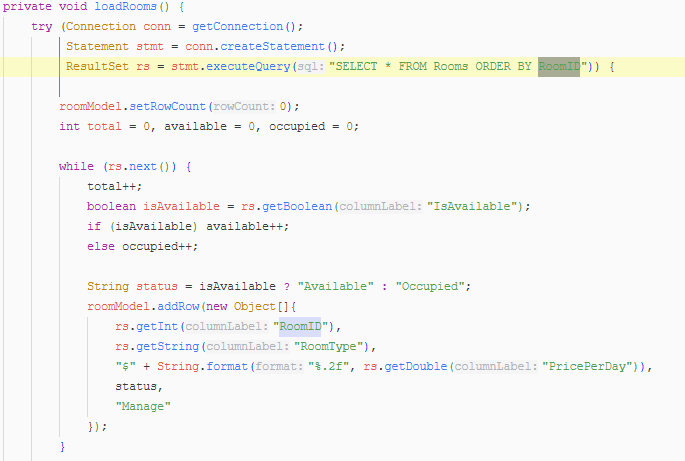 private void loadRooms() {
    try (Connection conn = getConnection();
         Statement stmt = conn.createStatement();
         ResultSet rs = stmt.executeQuery( sql: "SELECT * FROM Rooms ORDER BY RoomID")) {
        roomModel.setRowCount( rowCount: 0);
        int total = 0, available = 0, occupied = 0;
        while (rs.next()) {
            total++;
            boolean isAvailable = rs.getBoolean( columnLabel: "IsAvailable");
            if (isAvailable) available++;
            else occupied++;
            String status = isAvailable ? "Available" : "Occupied";
            roomModel.addRow(new Object[]{
                rs.getInt( columnLabel: "RoomID"),
                rs.getString( columnLabel: "RoomType"),
                "$" + String.format( format: "%.2f", rs.getDouble( columnLabel: "PricePerDay")),
                status,
                "Manage"
            });
        }